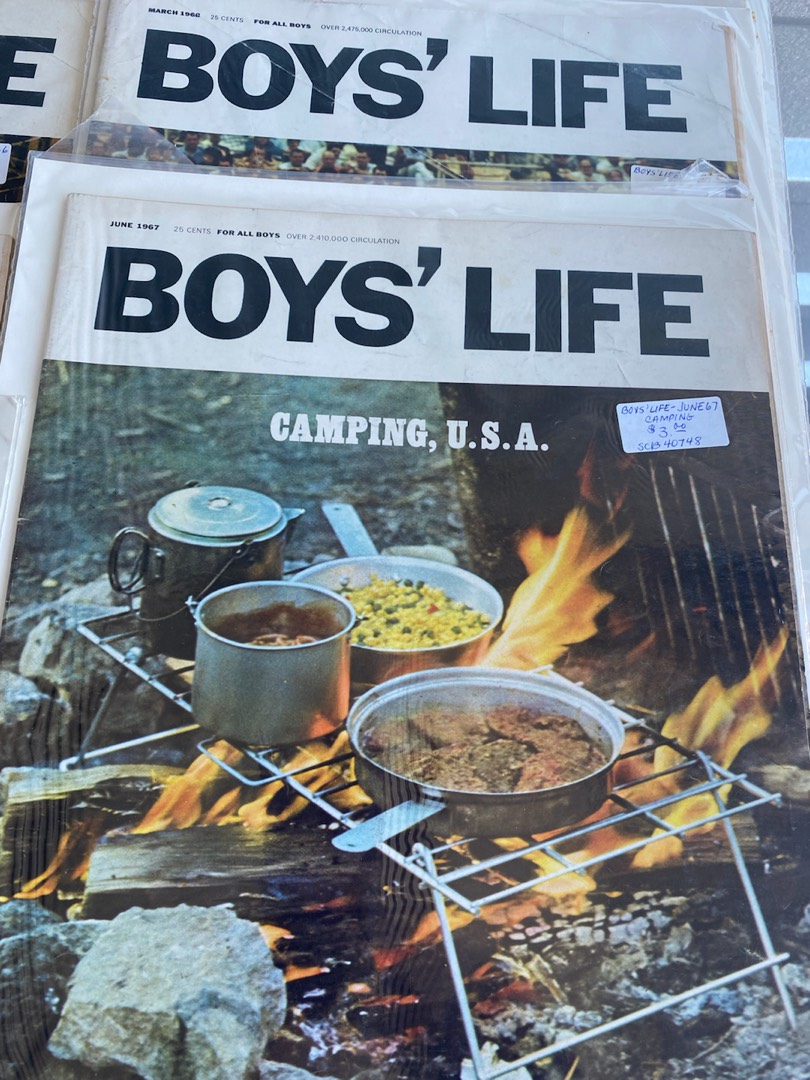 MARCH 1966 25 CENTS FOR ALL BOYS OVER 2,475,000 CIRCULATION
BOYS' LIFE
E
BOYS' LIFE
JUNE 1967 25 CENTS FOR ALL BOYS OVER 2,410,000 CIRCULATION
BOYS' LIFE
CAMPING, U.S.A.
BOYS' LIFE-JUNE 67
CAMPING
$3.00
SCB 40748